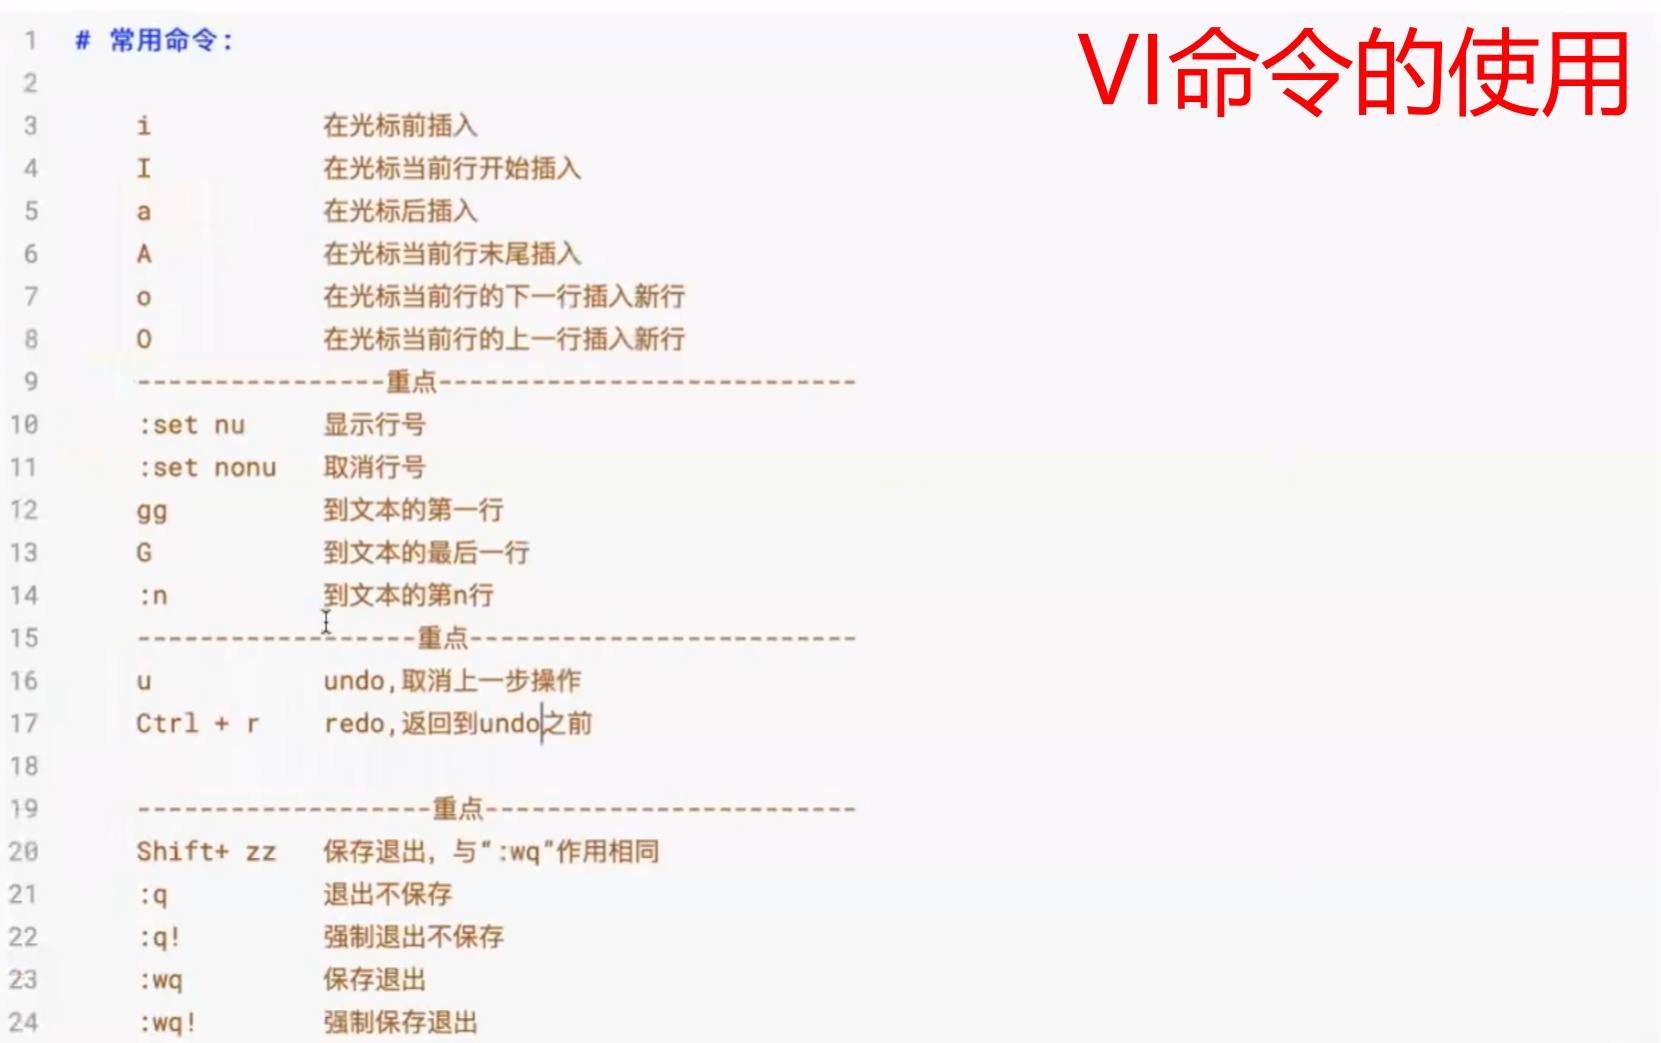 VI命令的使用
1 # 常用命令:
2
3 i 在光标前插入
4 I 在光标当前行开始插入
5 a 在光标后插入
6 A 在光标当前行末尾插入
7 o 在光标当前行的下一行插入新行
8 O 在光标当前行的上一行插入新行
9 ----------------重点---------------------------
10 :set nu 显示行号
11 :set nonu 取消行号
12 gg 到文本的第一行
13 G 到文本的最后一行
14 :n 到文本的第n行
15 ------------------重点-------------------------
16 u undo,取消上一步操作
17 Ctrl + r redo,返回到undo之前
18
19 -------------------重点------------------------
20 Shift+ zz 保存退出，与“:wq”作用相同
21 :q 退出不保存
22 :q! 强制退出不保存
23 :wq 保存退出
24 :wq! 强制保存退出